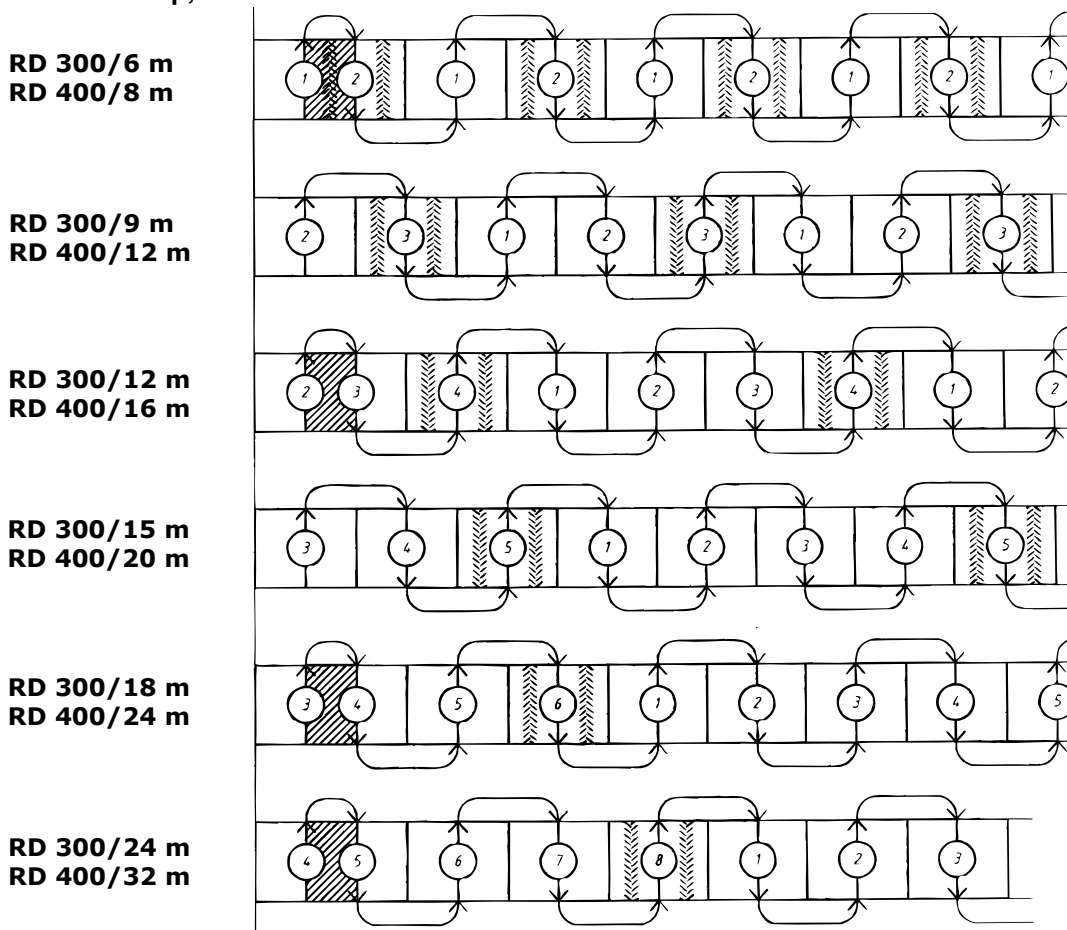 RD 300/6 m
RD 400/8 m
1 2 1 2 1 2 1 2 1
RD 300/9 m
RD 400/12 m
2 3 1 2 3 1 2 3
RD 300/12 m
RD 400/16 m
2 3 4 1 2 3 4 1 2
RD 300/15 m
RD 400/20 m
3 4 5 1 2 3 4 5
RD 300/18 m
RD 400/24 m
3 4 5 6 1 2 3 4 5
RD 300/24 m
RD 400/32 m
4 5 6 7 8 1 2 3